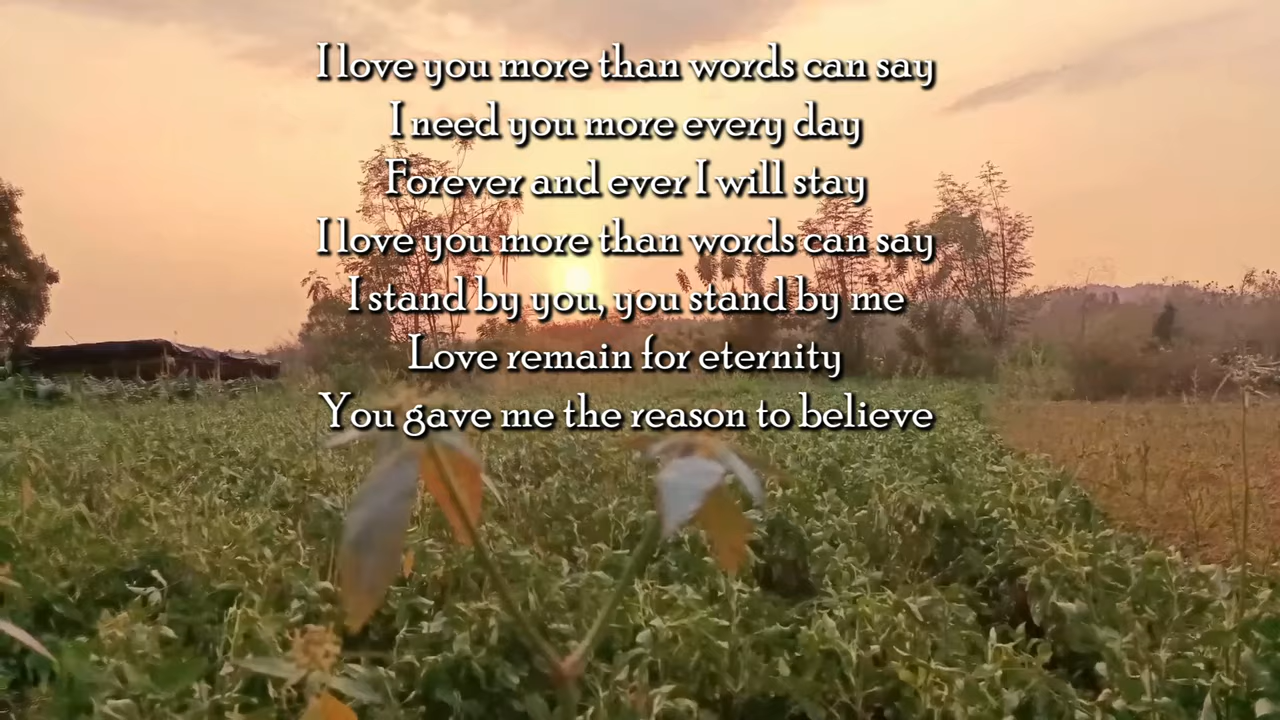 I love you more than words can say
I need you more every day
Forever and ever I will stay
I love you more than words can say
I stand by you, you stand by me
Love remain for eternity
You gave me the reason to believe